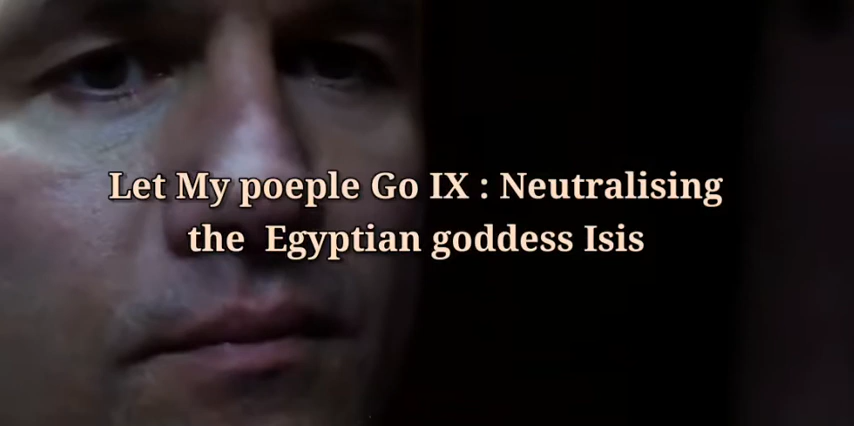 Let My poeple Go IX : Neutralising
the  Egyptian goddess Isis